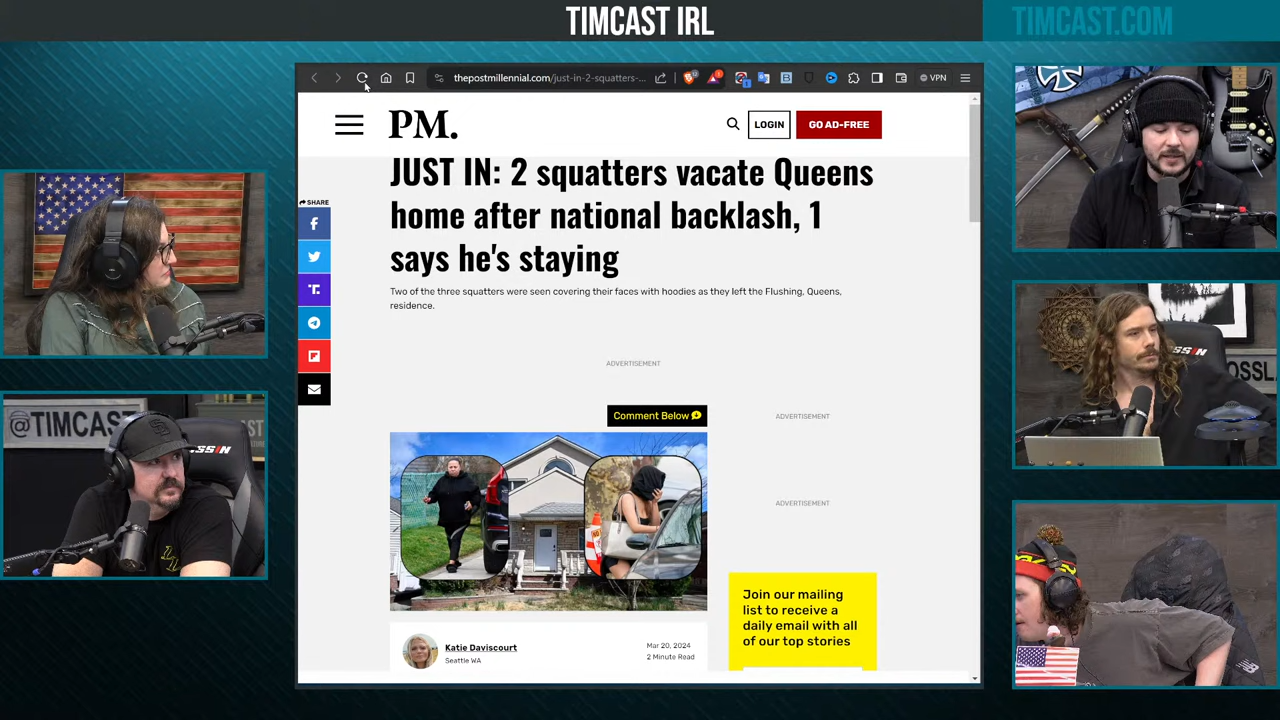 TIMCAST IRL
TIMCAST.COM
thepostmillennial.com/just-in-2-squatters-...
VPN
PM.
LOGIN
GO AD-FREE
JUST IN: 2 squatters vacate Queens
home after national backlash, 1
says he's staying
SHARE
Two of the three squatters were seen covering their faces with hoodies as they left the Flushing, Queens,
residence.
ADVERTISEMENT
Comment Below
ADVERTISEMENT
ADVERTISEMENT
Join our mailing
list to receive a
daily email with all
of our top stories
Katie Daviscourt
Seattle WA
Mar 20, 2024
2 Minute Read
@TIMCAST